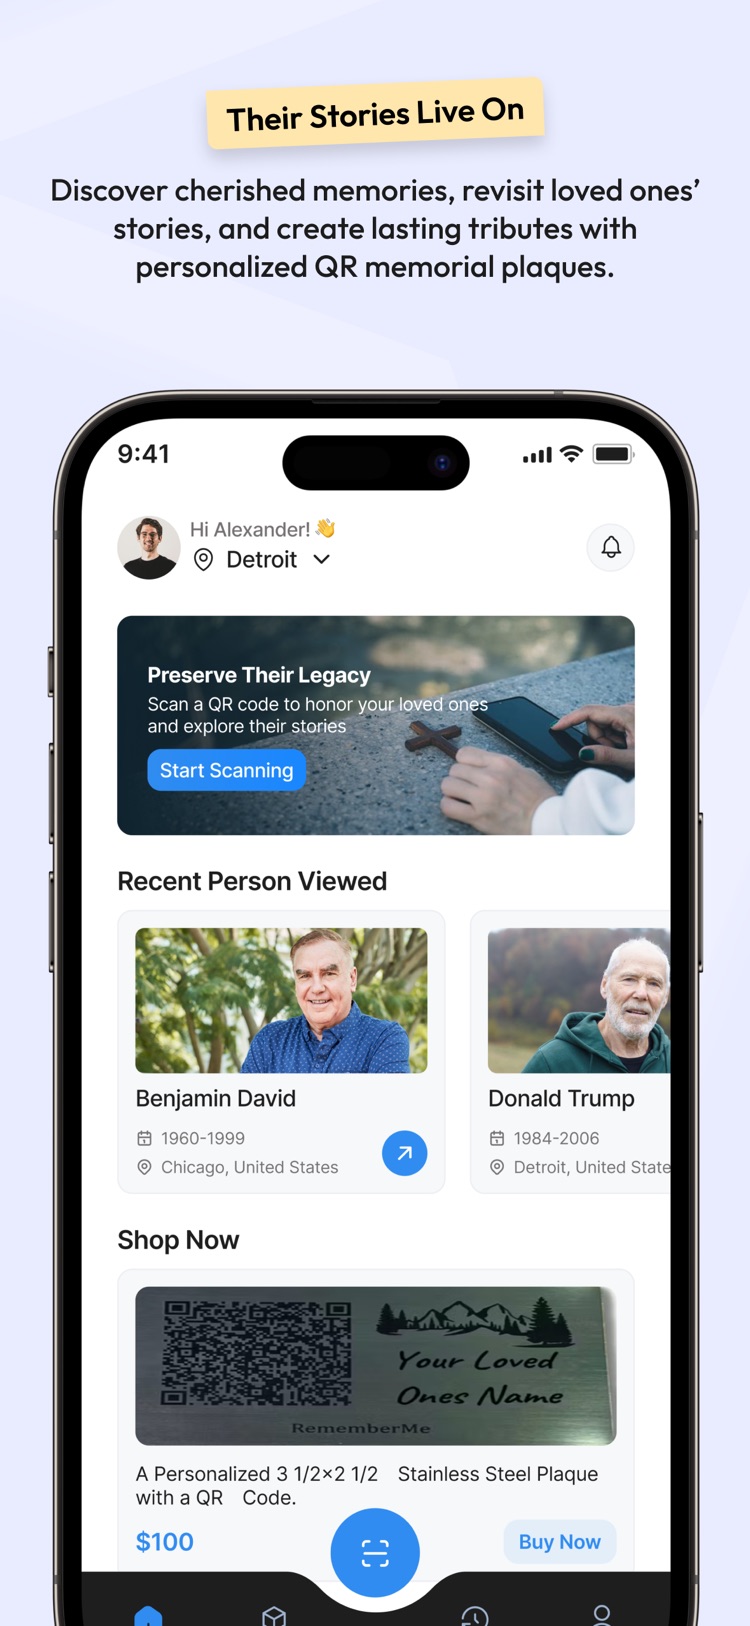 Their Stories Live On
Discover cherished memories, revisit loved ones’
stories, and create lasting tributes with
personalized QR memorial plaques.
9:41
Hi Alexander! 👋
Detroit
Preserve Their Legacy
Scan a QR code to honor your loved ones
and explore their stories
Start Scanning
Recent Person Viewed
Benjamin David
1960-1999
Chicago, United States
Donald Trump
1984-2006
Detroit, United State
Shop Now
Your Loved
Ones Name
RememberMe
A Personalized 3 1/2×2 1/2 Stainless Steel Plaque
with a QR Code.
$100
Buy Now